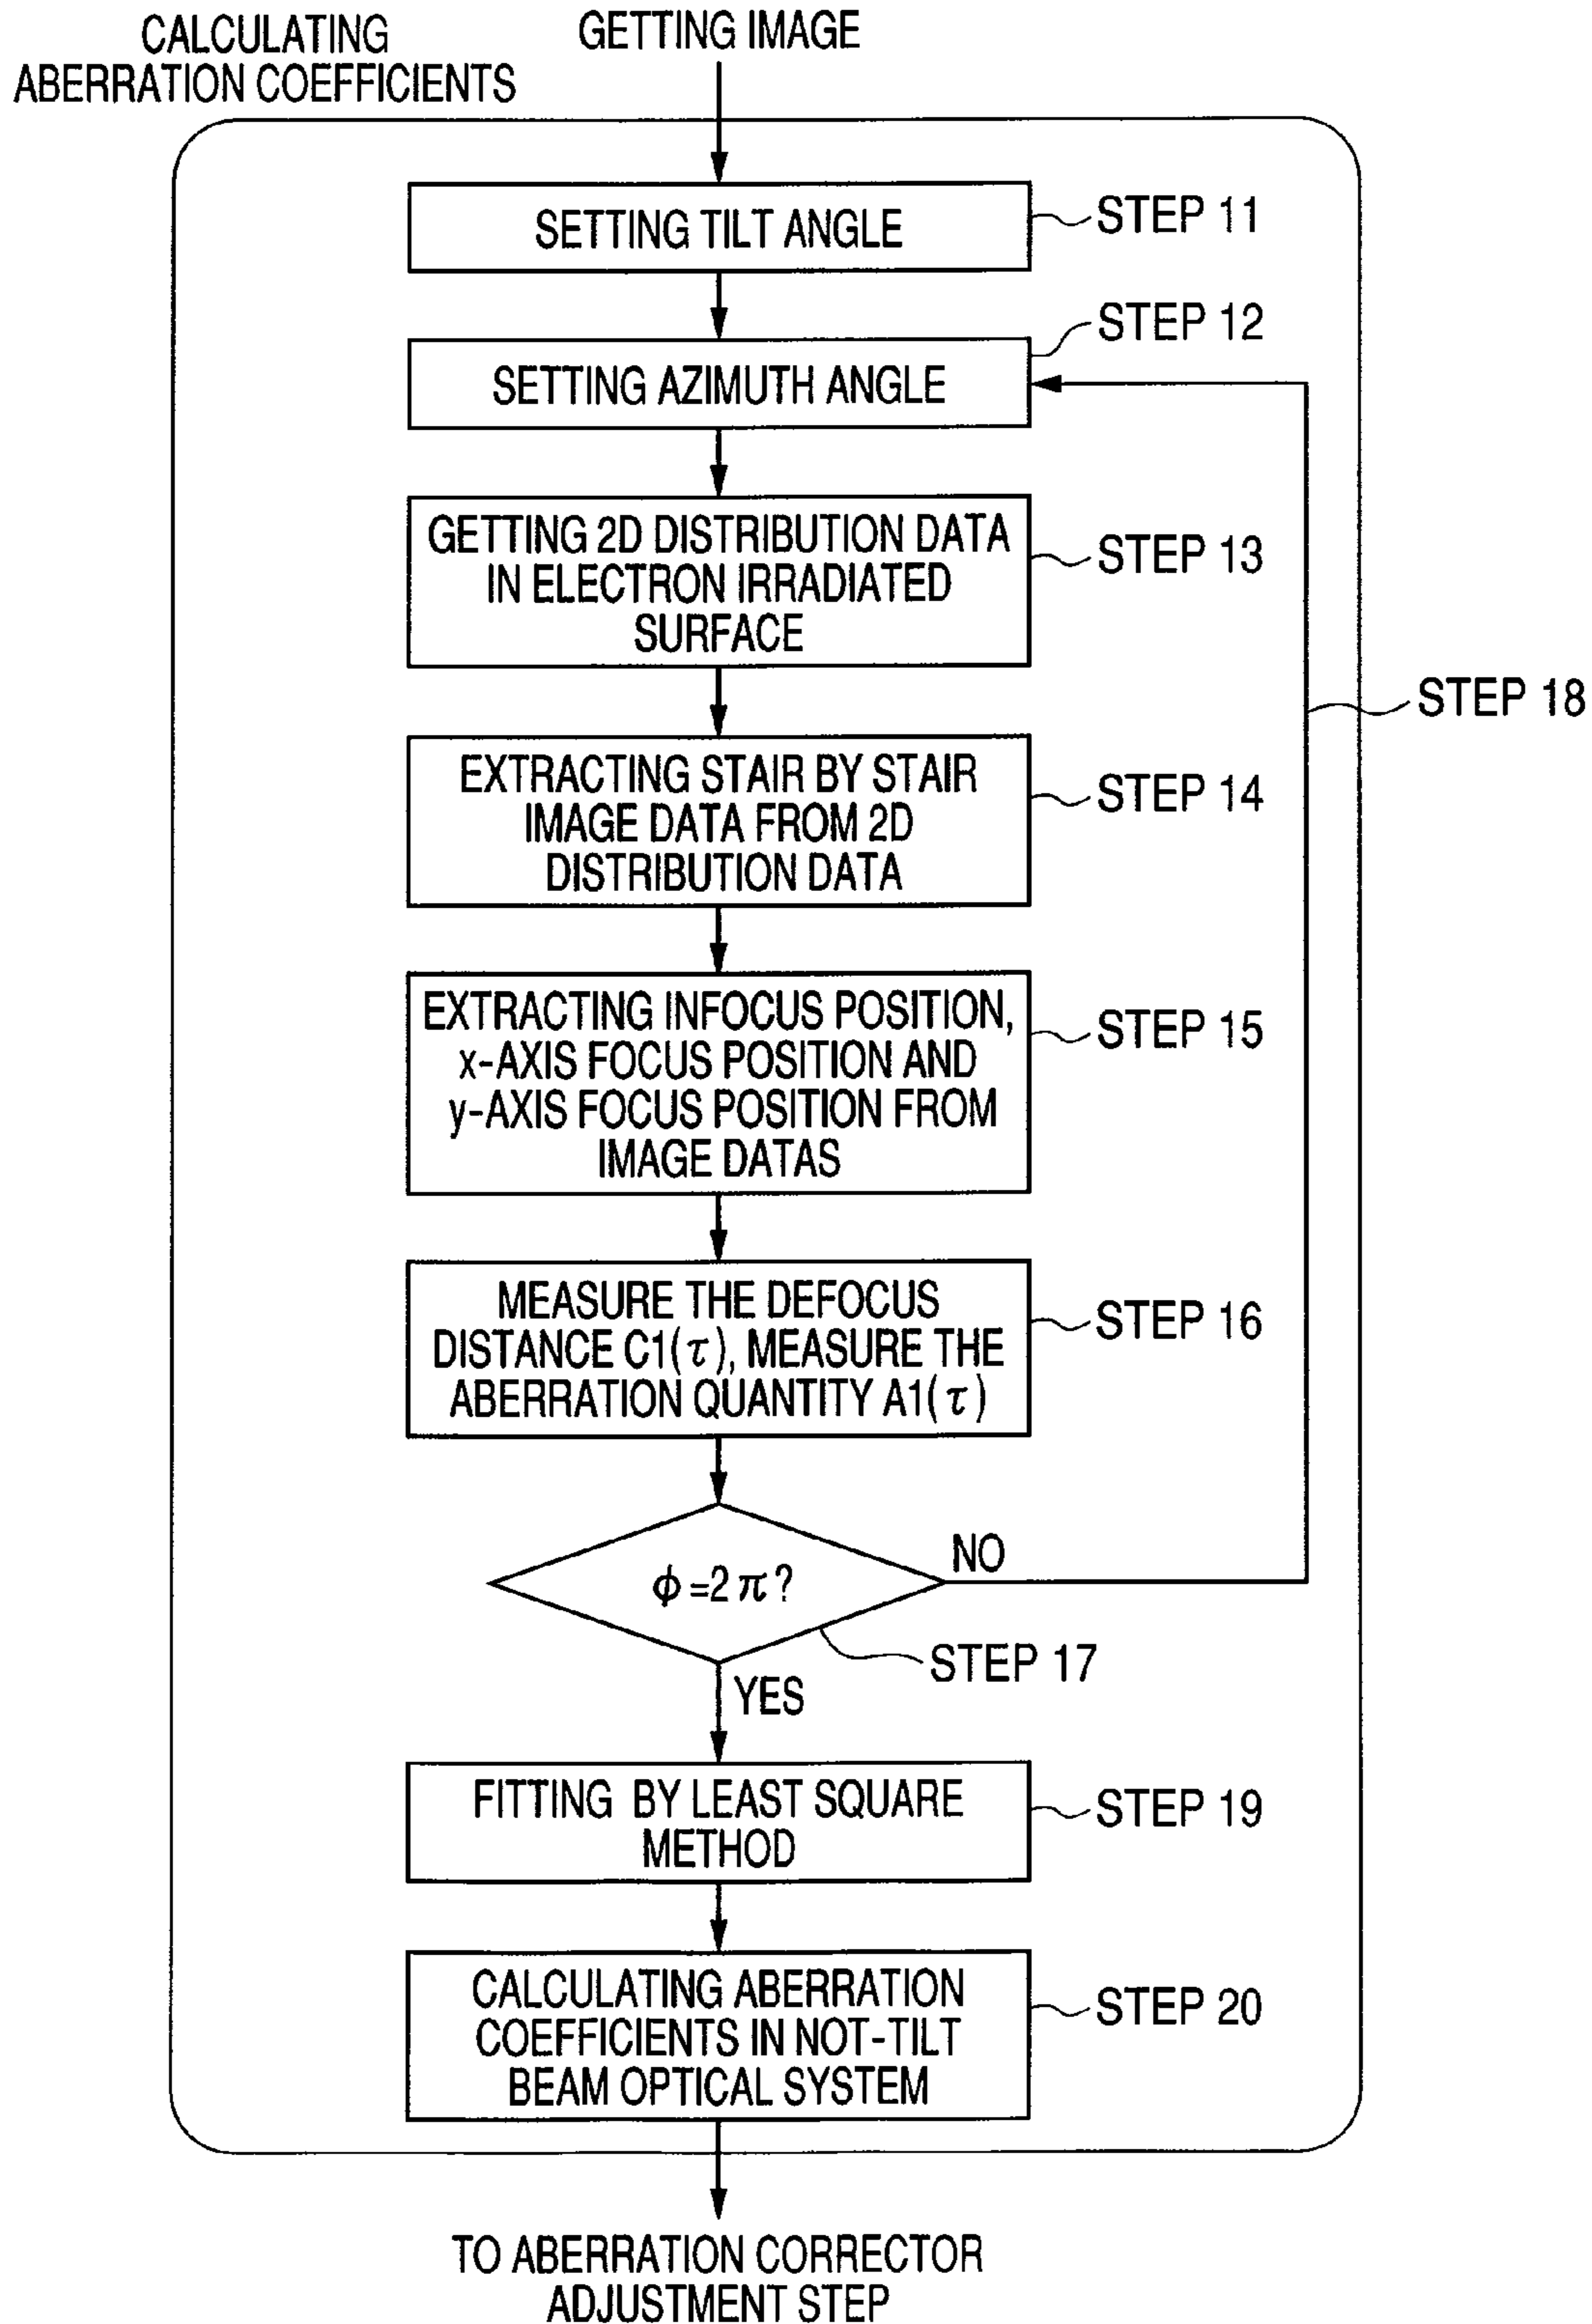 CALCULATING
ABERRATION COEFFICIENTS
GETTING IMAGE
SETTING TILT ANGLE
STEP 11
SETTING AZIMUTH ANGLE
STEP 12
GETTING 2D DISTRIBUTION DATA
IN ELECTRON IRRADIATED
SURFACE
STEP 13
EXTRACTING STAIR BY STAIR
IMAGE DATA FROM 2D
DISTRIBUTION DATA
STEP 14
EXTRACTING INFOCUS POSITION,
x-AXIS FOCUS POSITION AND
y-AXIS FOCUS POSITION FROM
IMAGE DATAS
STEP 15
MEASURE THE DEFOCUS
DISTANCE C1(τ), MEASURE THE
ABERRATION QUANTITY A1(τ)
STEP 16
ϕ=2π?
NO
STEP 17
STEP 18
YES
FITTING BY LEAST SQUARE
METHOD
STEP 19
CALCULATING ABERRATION
COEFFICIENTS IN NOT-TILT
BEAM OPTICAL SYSTEM
STEP 20
TO ABERRATION CORRECTOR
ADJUSTMENT STEP